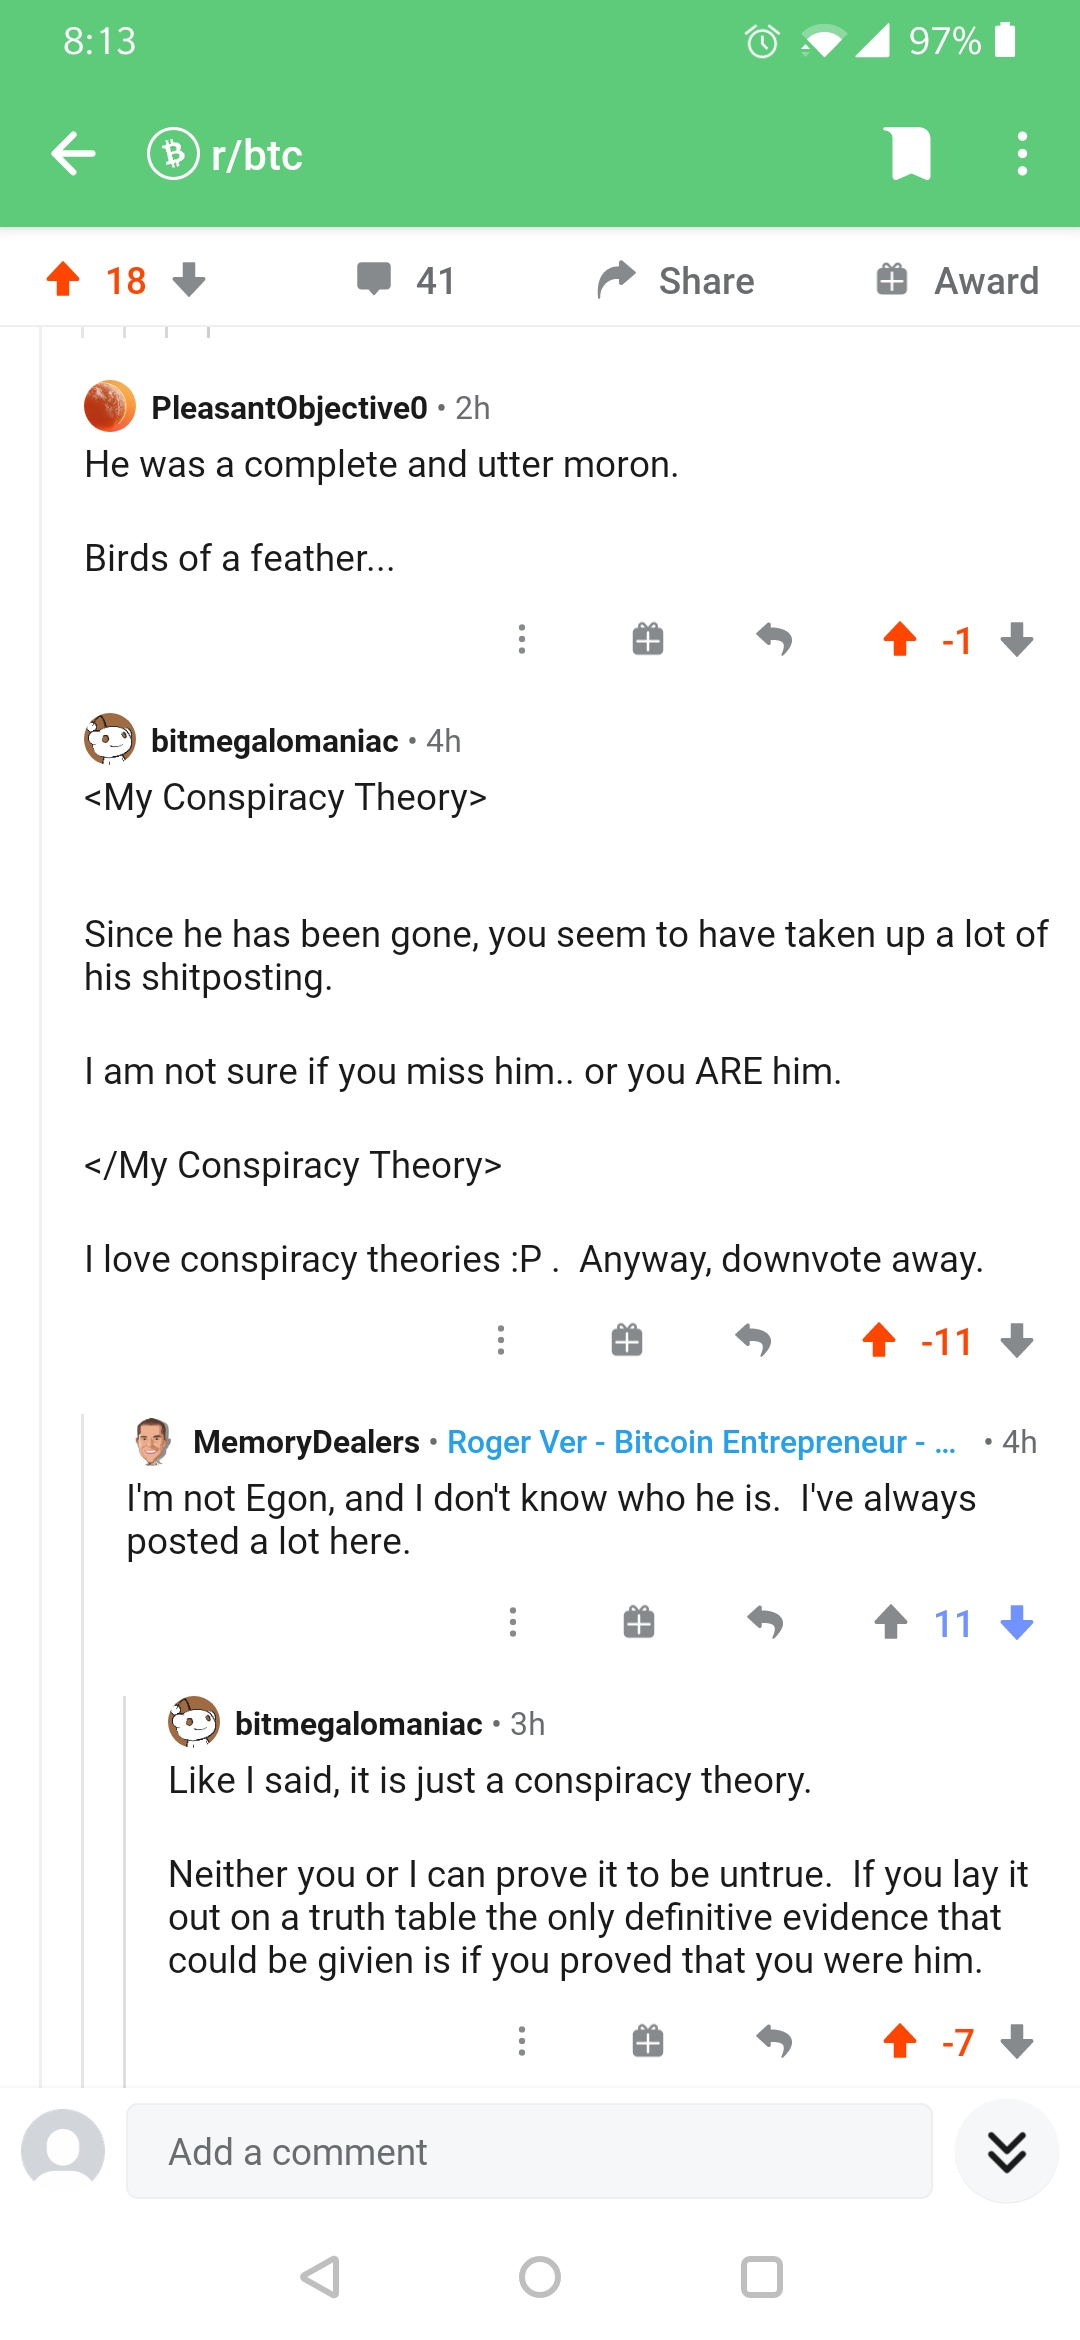 8:13
97%
r/btc
18
41
Share
Award
PleasantObjective0 • 2h
He was a complete and utter moron.
Birds of a feather...
-1
bitmegalomaniac • 4h
<My Conspiracy Theory>
Since he has been gone, you seem to have taken up a lot of
his shitposting.
I am not sure if you miss him.. or you ARE him.
</My Conspiracy Theory>
I love conspiracy theories :P .  Anyway, downvote away.
-11
MemoryDealers • Roger Ver - Bitcoin Entrepreneur - ... • 4h
I'm not Egon, and I don't know who he is.  I've always
posted a lot here.
11
bitmegalomaniac • 3h
Like I said, it is just a conspiracy theory.
Neither you or I can prove it to be untrue.  If you lay it
out on a truth table the only definitive evidence that
could be givien is if you proved that you were him.
-7
Add a comment